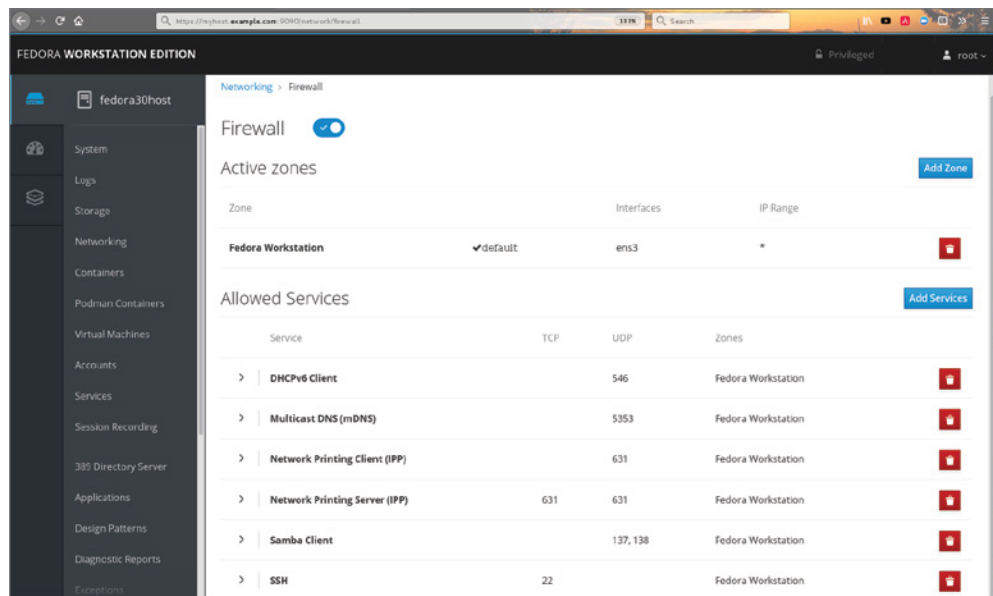 https://myhost.example.com:9090/network/firewall
133%
Search
FEDORA WORKSTATION EDITION
Privileged
root
fedora30host
System
Logs
Storage
Networking
Containers
Podman Containers
Virtual Machines
Accounts
Services
Session Recording
389 Directory Server
Applications
Design Patterns
Diagnostic Reports
Exceptions
Networking > Firewall
Firewall
Active zones
Add Zone
Zone Interfaces IP Range
Fedora Workstation ✔default ens3 *
Allowed Services
Add Services
Service TCP UDP Zones
DHCPv6 Client 546 Fedora Workstation
Multicast DNS (mDNS) 5353 Fedora Workstation
Network Printing Client (IPP) 631 Fedora Workstation
Network Printing Server (IPP) 631 631 Fedora Workstation
Samba Client 137, 138 Fedora Workstation
SSH 22 Fedora Workstation